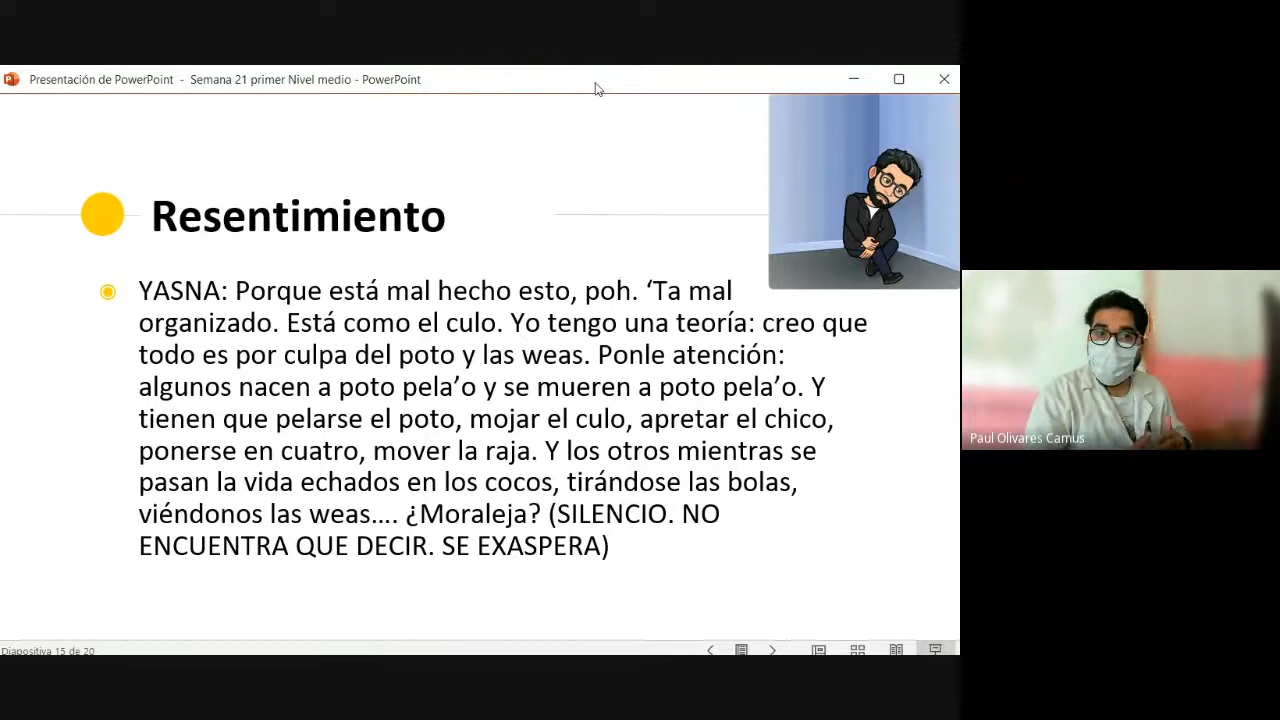 Presentación de PowerPoint - Semana 21 primer Nivel medio - PowerPoint
Resentimiento
YASNA: Porque está mal hecho esto, poh. ‘Ta mal
organizado. Está como el culo. Yo tengo una teoría: creo que
todo es por culpa del poto y las weas. Ponle atención:
algunos nacen a poto pela’o y se mueren a poto pela’o. Y
tienen que pelarse el poto, mojar el culo, apretar el chico,
ponerse en cuatro, mover la raja. Y los otros mientras se
pasan la vida echados en los cocos, tirándose las bolas,
viéndonos las weas…. ¿Moraleja? (SILENCIO. NO
ENCUENTRA QUE DECIR. SE EXASPERA)
Paul Olivares Camus
Diapositiva 15 de 20